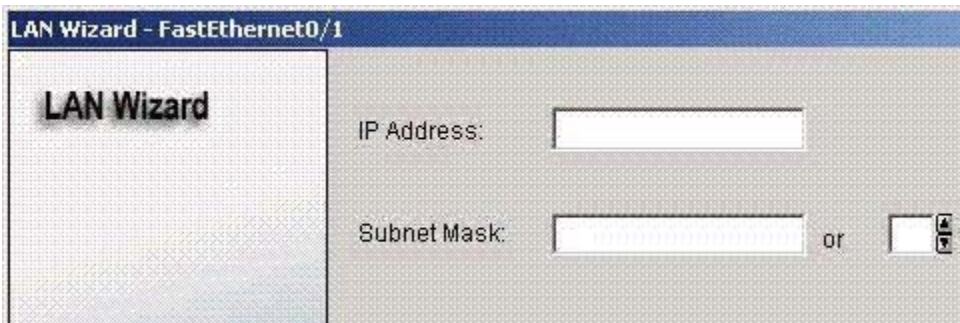 LAN Wizard - FastEthernet0/1
LAN Wizard
IP Address:
Subnet Mask:
or